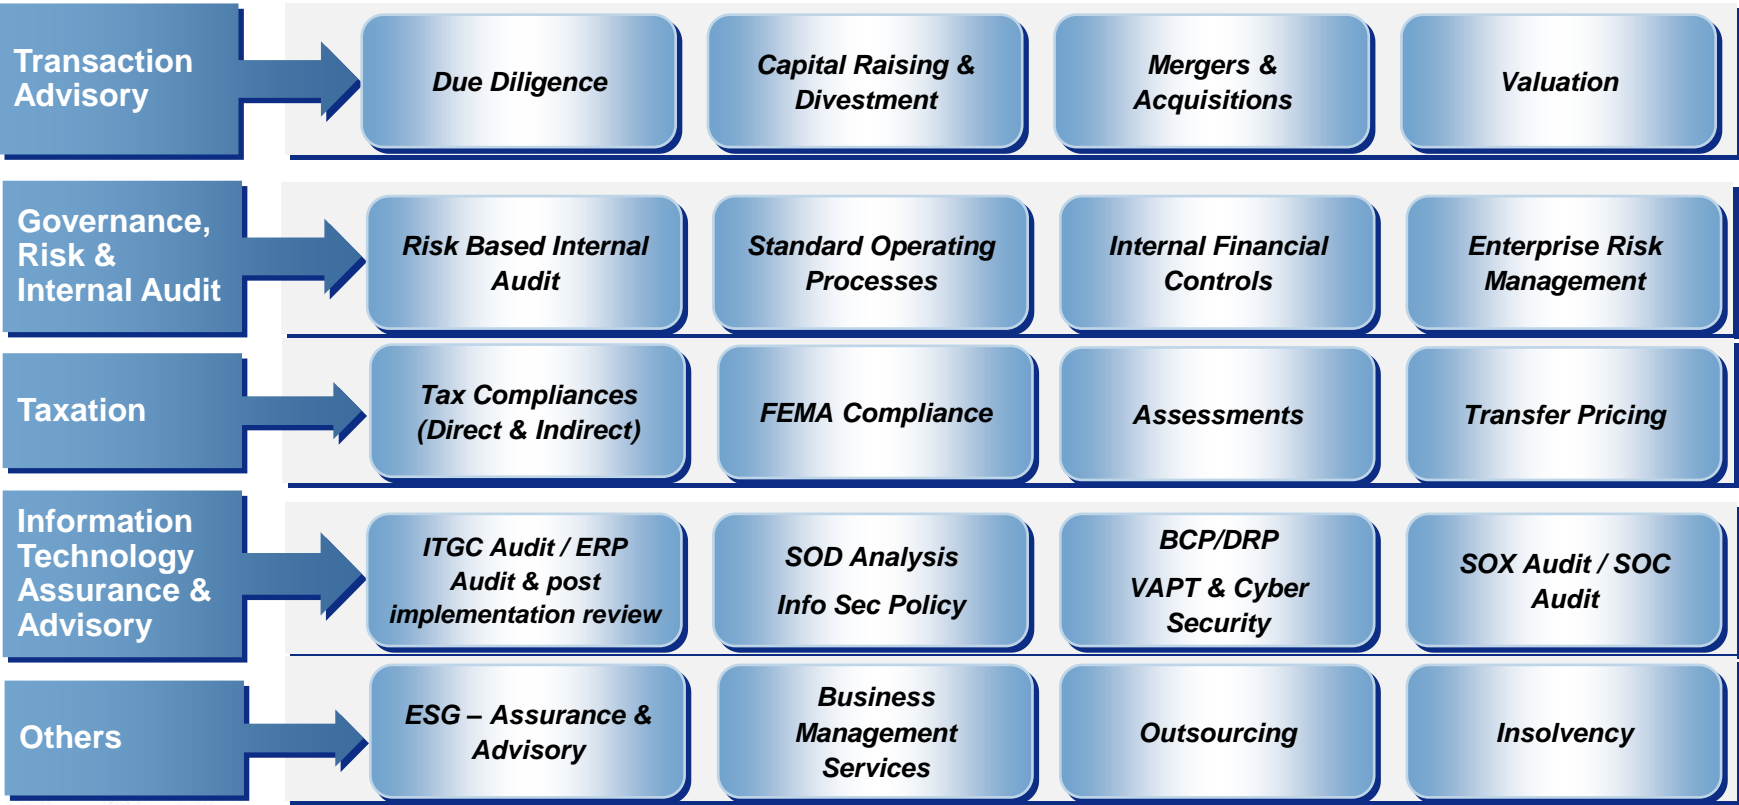 Transaction
Advisory
Due Diligence
Capital Raising &
Divestment
Mergers &
Acquisitions
Valuation
Governance,
Risk &
Internal Audit
Risk Based Internal
Audit
Standard Operating
Processes
Internal Financial
Controls
Enterprise Risk
Management
Taxation
Tax Compliances
(Direct & Indirect)
FEMA Compliance
Assessments
Transfer Pricing
Information
Technology
Assurance &
Advisory
ITGC Audit / ERP
Audit & post
implementation review
SOD Analysis
Info Sec Policy
BCP/DRP
VAPT & Cyber
Security
SOX Audit / SOC
Audit
Others
ESG – Assurance &
Advisory
Business
Management
Services
Outsourcing
Insolvency